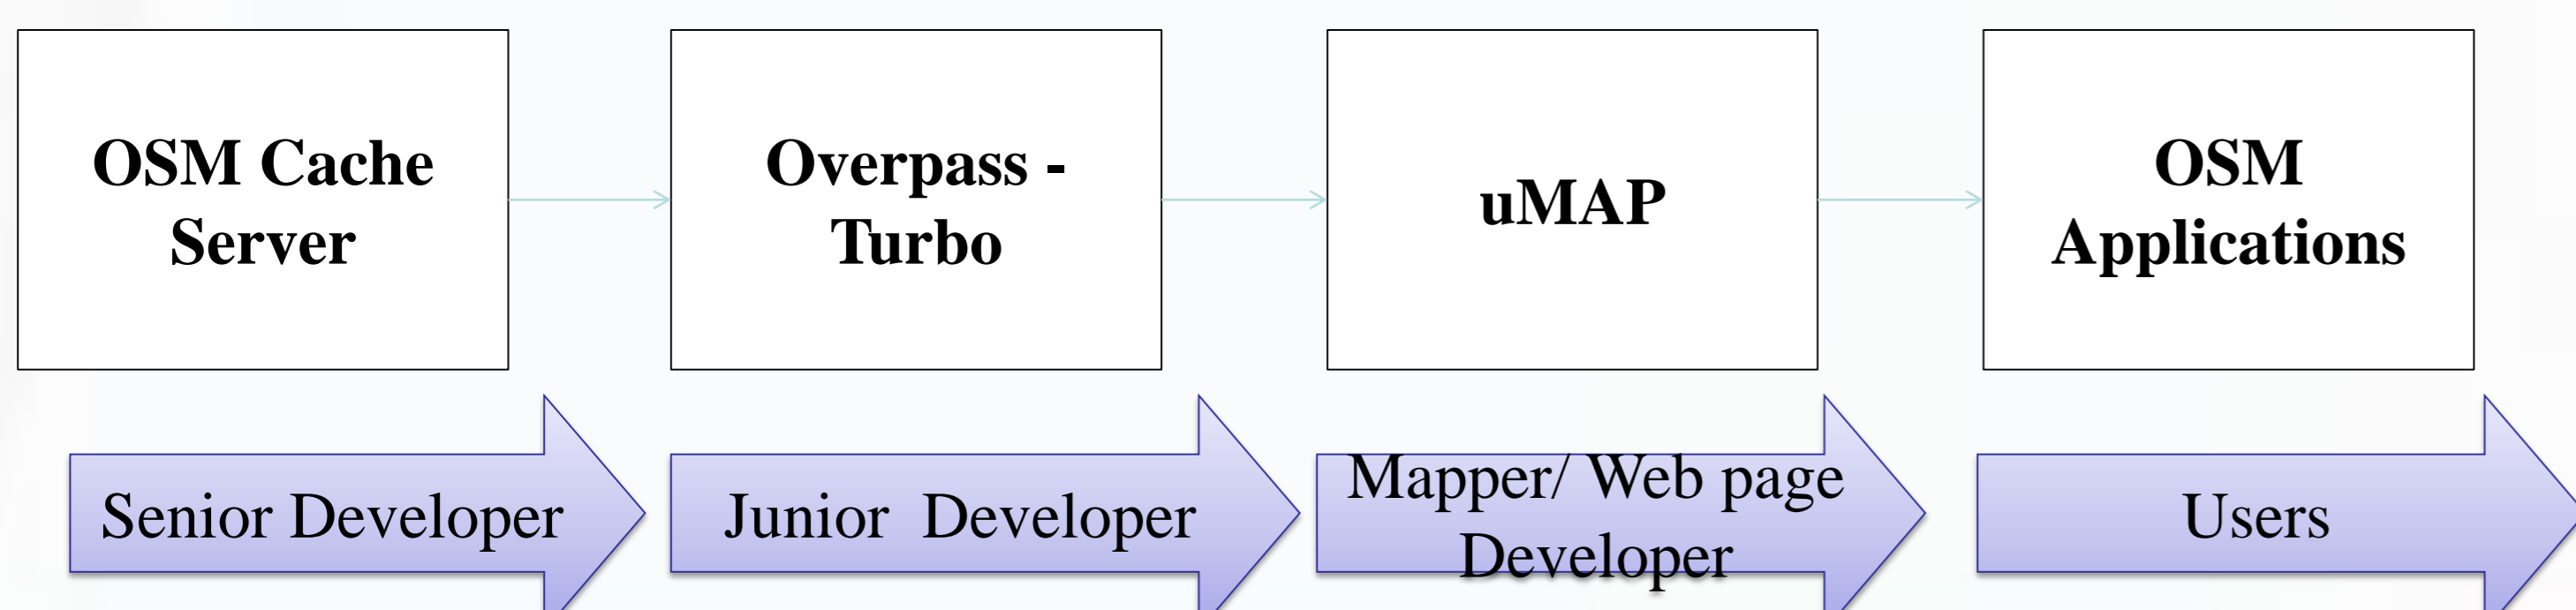 OSM Cache
Server
Overpass -
Turbo
uMAP
OSM
Applications
Senior Developer
Junior  Developer
Mapper/ Web page
Developer
Users